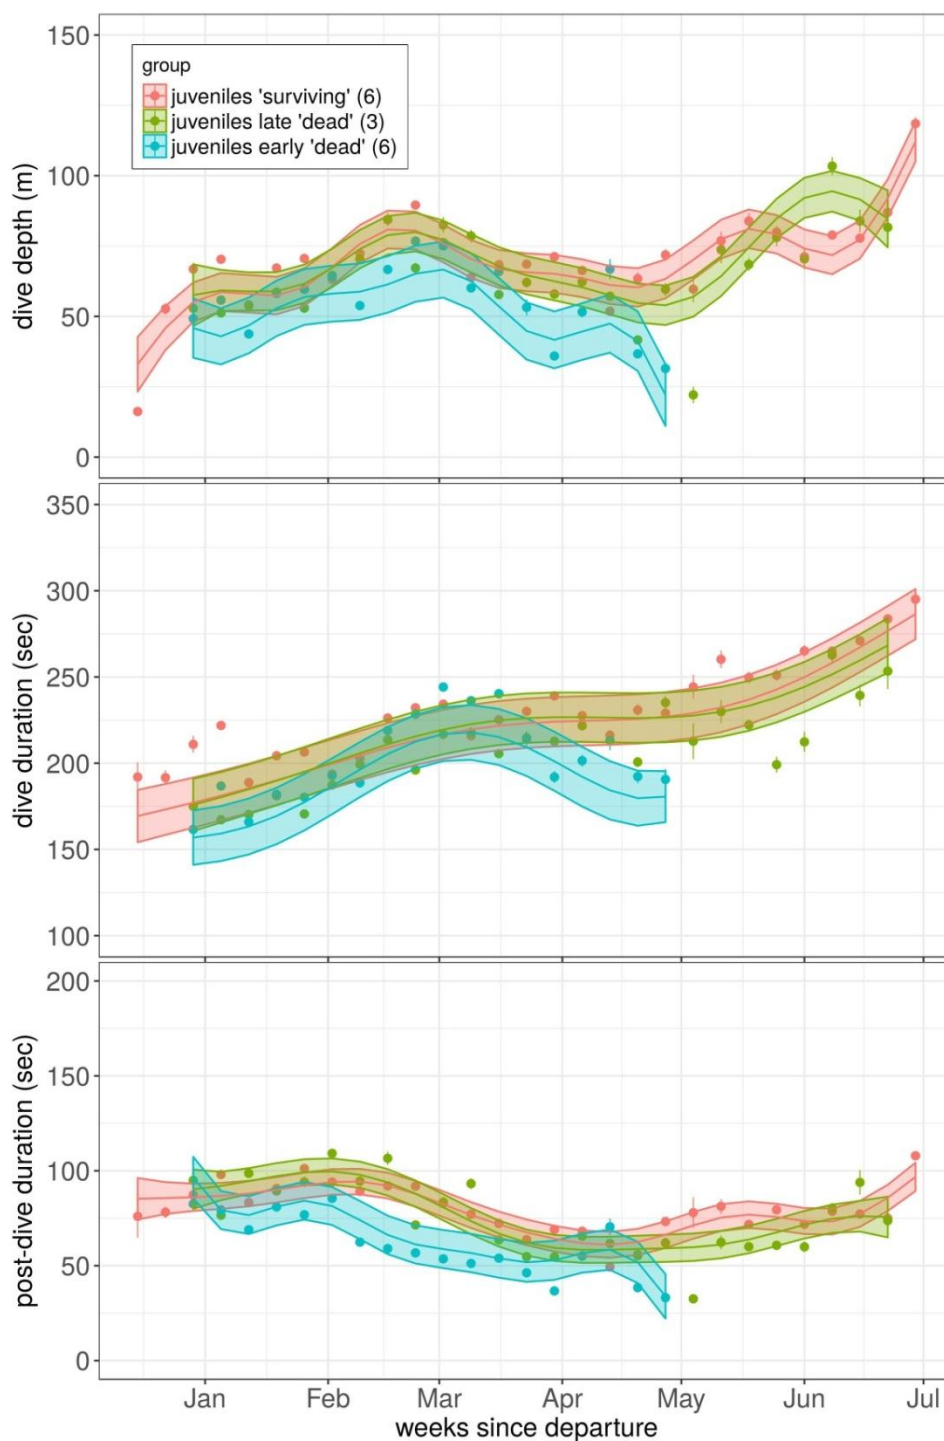 150
100
50
0
dive depth (m)
group
juveniles 'surviving' (6)
juveniles late 'dead' (3)
juveniles early 'dead' (6)
350
300
250
200
150
100
dive duration (sec)
200
150
100
50
0
post-dive duration (sec)
Jan Feb Mar Apr May Jun Jul
weeks since departure